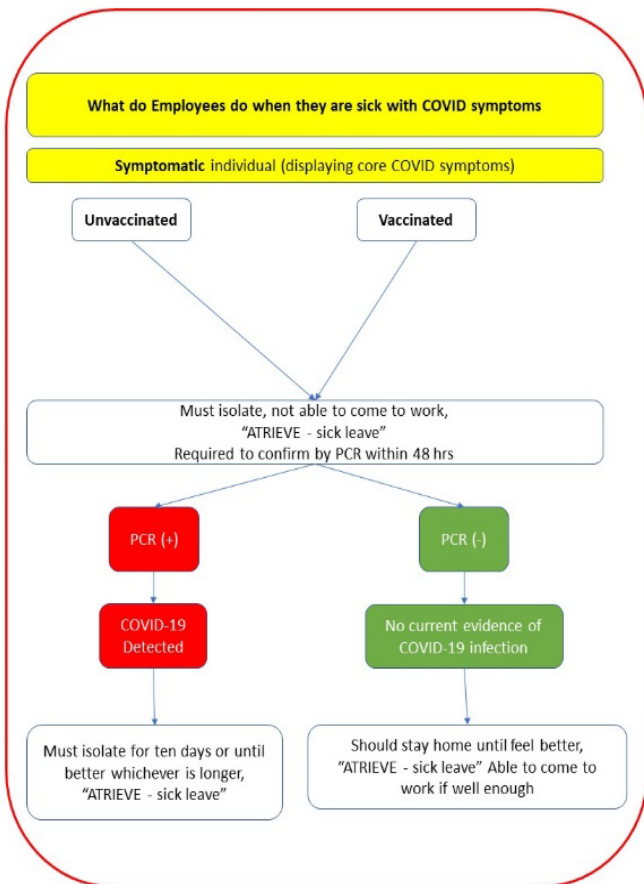 What do Employees do when they are sick with COVID symptoms
Symptomatic individual (displaying core COVID symptoms)
Unvaccinated
Vaccinated
Must isolate, not able to come to work,
“ATRIEVE - sick leave”
Required to confirm by PCR within 48 hrs
PCR (+)
PCR (-)
COVID-19
Detected
No current evidence of
COVID-19 infection
Must isolate for ten days or until
better whichever is longer,
“ATRIEVE - sick leave”
Should stay home until feel better,
“ATRIEVE - sick leave” Able to come to
work if well enough